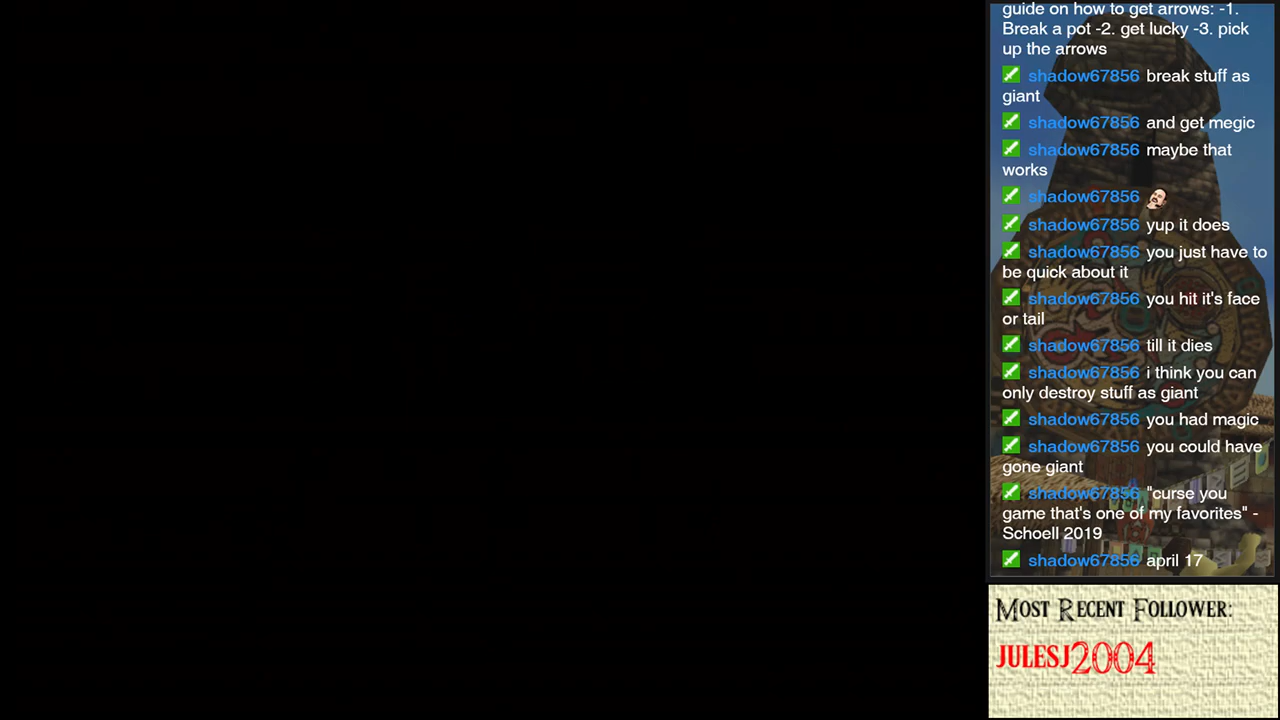 guide on how to get arrows: -1.
Break a pot -2. get lucky -3. pick
up the arrows
shadow67856 break stuff as
giant
shadow67856 and get megic
shadow67856 maybe that
works
shadow67856
shadow67856 yup it does
shadow67856 you just have to
be quick about it
shadow67856 you hit it's face
or tail
shadow67856 till it dies
shadow67856 i think you can
only destroy stuff as giant
shadow67856 you had magic
shadow67856 you could have
gone giant
shadow67856 "curse you
game that's one of my favorites" -
Schoell 2019
shadow67856 april 17
Most Recent Follower:
julesj2004